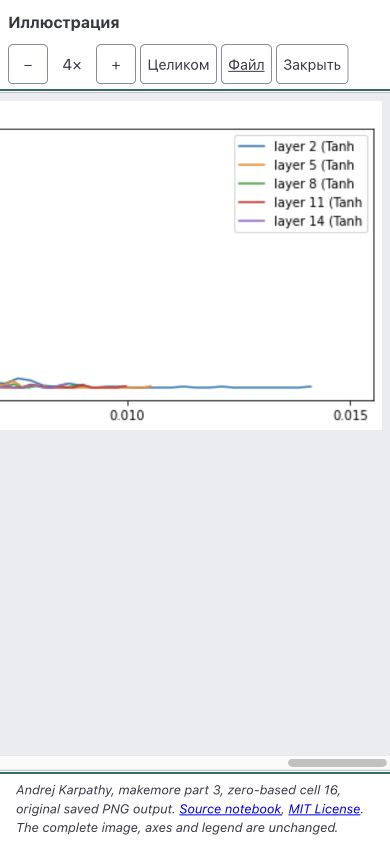 Иллюстрация
− 4× + Целиком Файл Закрыть
layer 2 (Tanh
layer 5 (Tanh
layer 8 (Tanh
layer 11 (Tanh
layer 14 (Tanh
0.010 0.015
Andrej Karpathy, makemore part 3, zero-based cell 16,
original saved PNG output. Source notebook, MIT License.
The complete image, axes and legend are unchanged.